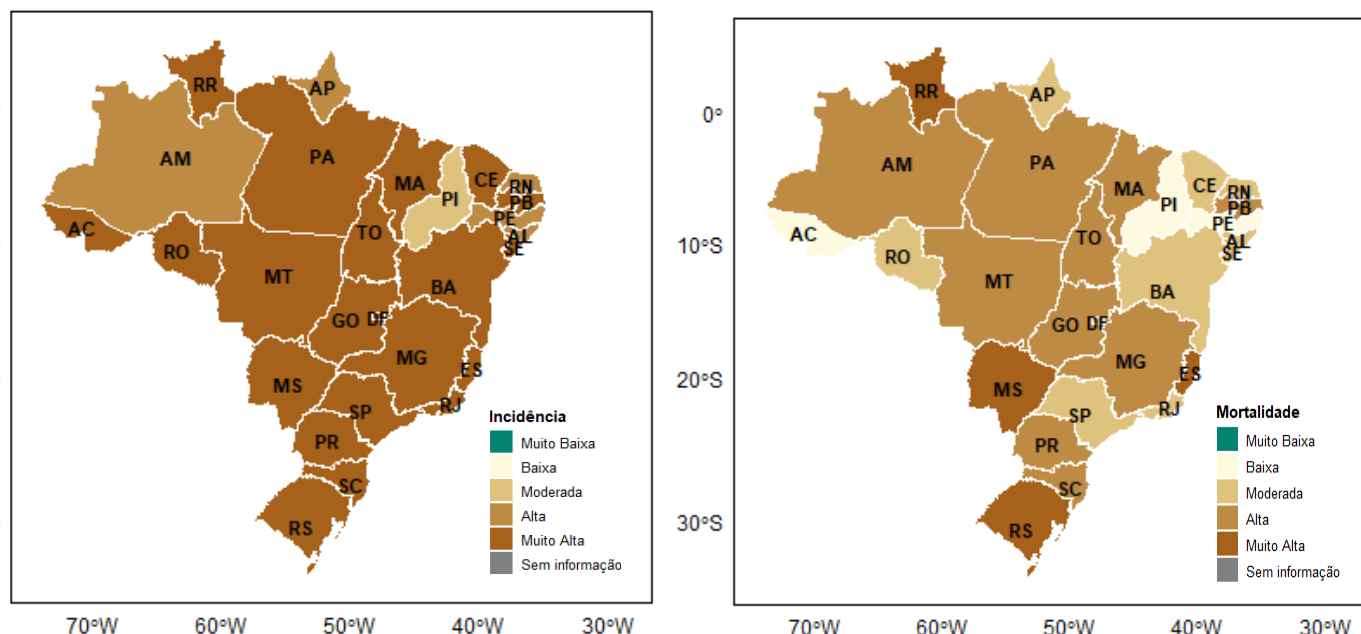 RR
AP
AM
PA
MA
CE
RN
PB
PI
PE
AL
SE
AC
TO
RO
MT
BA
GO
DF
MG
ES
MS
SP
RJ
PR
SC
RS
Incidência
Muito Baixa
Baixa
Moderada
Alta
Muito Alta
Sem informação
70°W 60°W 50°W 40°W 30°W
0°
10°S
20°S
30°S
RR
AP
AM
PA
MA
CE
RN
PB
PI
PE
AL
SE
AC
TO
RO
MT
BA
GO
DF
MG
ES
MS
SP
RJ
PR
SC
RS
Mortalidade
Muito Baixa
Baixa
Moderada
Alta
Muito Alta
Sem informação
70°W 60°W 50°W 40°W 30°W